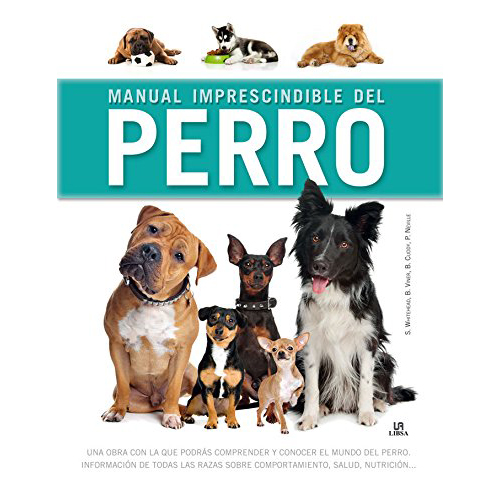 MANUAL IMPRESCINDIBLE DEL
PERRO
S. WHITEHEAD, B. VINER, B. CUDDY, P. NEVILLE
LIBSA
UNA OBRA CON LA QUE PODRÁS COMPRENDER Y CONOCER EL MUNDO DEL PERRO.
INFORMACIÓN DE TODAS LAS RAZAS SOBRE COMPORTAMIENTO, SALUD, NUTRICIÓN...